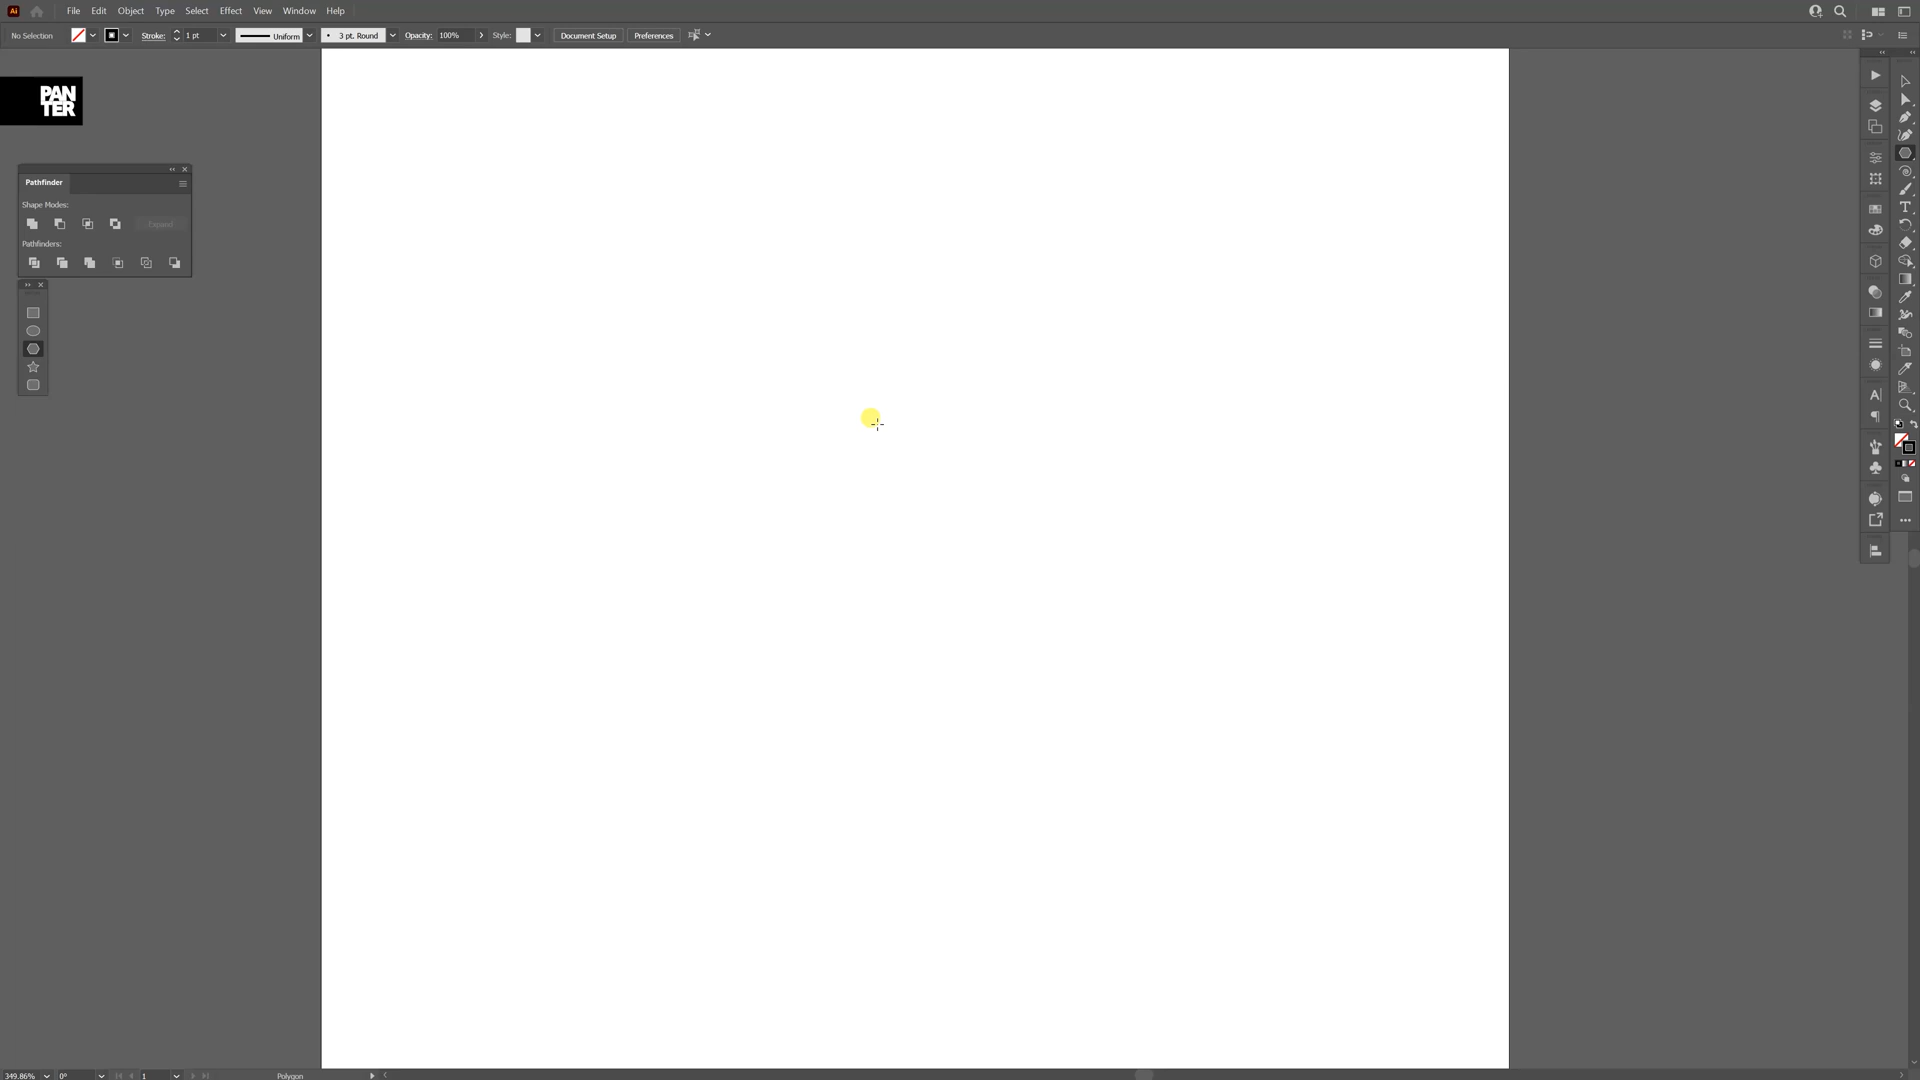 Ai File Edit Object Type Select Effect View Window Help
No Selection Stroke: 1 pt Uniform 3 pt. Round Opacity: 100% Style: Document Setup Preferences
PAN
TER
Pathfinder
Shape Modes:
Expand
Pathfinders:
349.86% 0° 1 Polygon